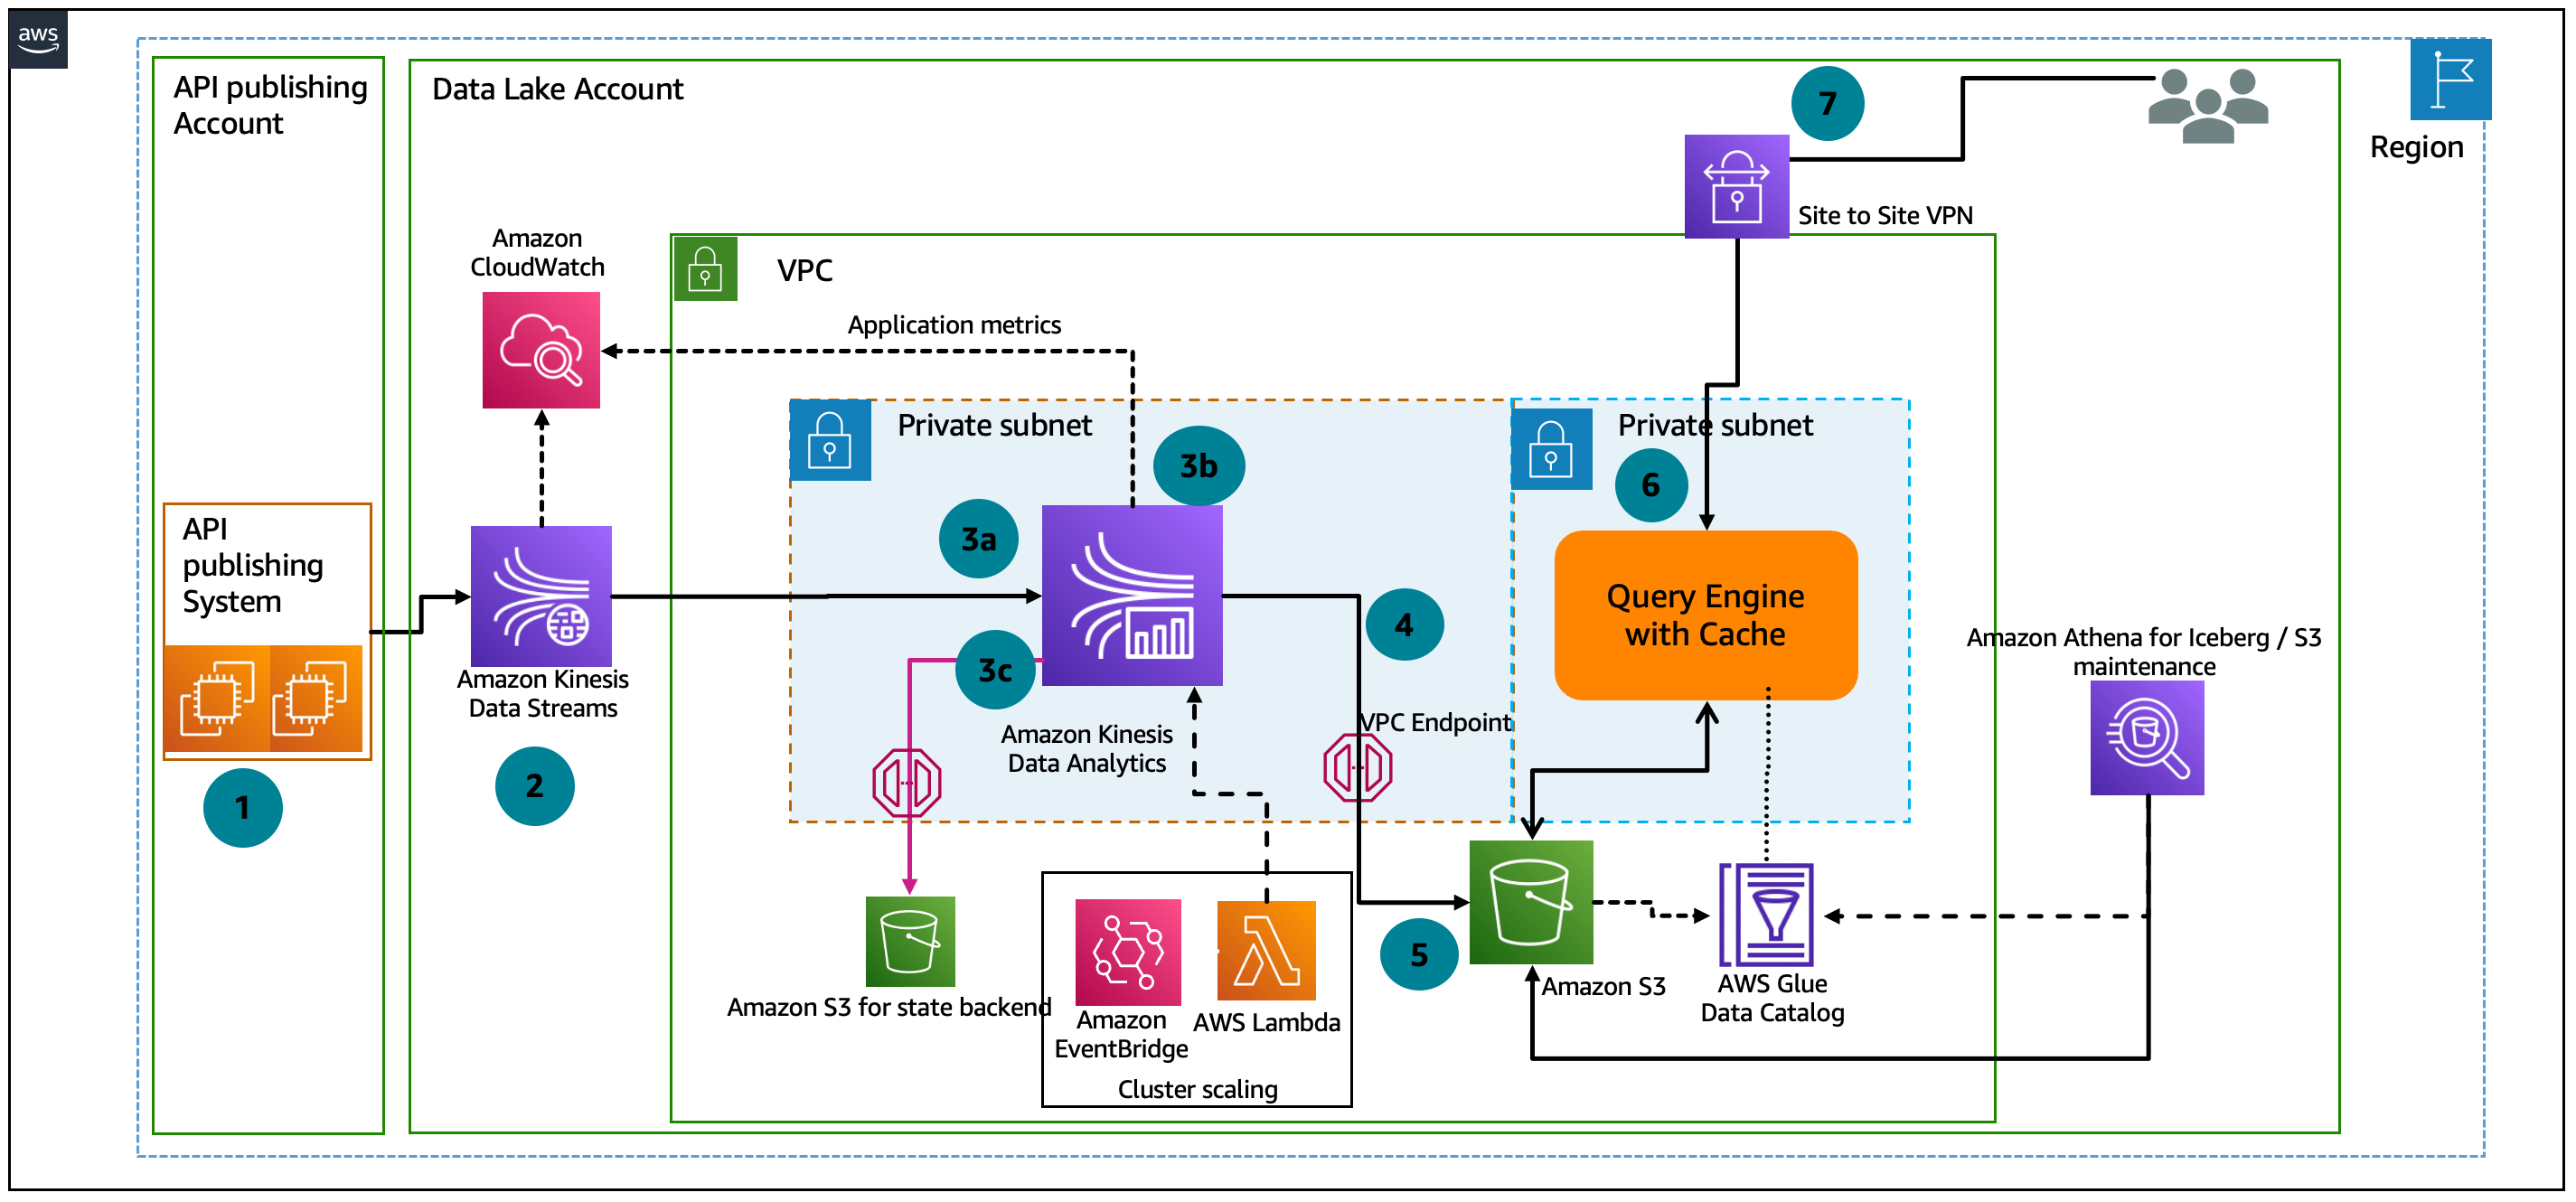 aws
API publishing
Account
Data Lake Account
7
Region
Site to Site VPN
Amazon
CloudWatch
VPC
Application metrics
Private subnet
Private subnet
3b
6
API
publishing
System
3a
Query Engine
with Cache
4
Amazon Athena for Iceberg / S3
maintenance
3c
Amazon Kinesis
Data Streams
VPC Endpoint
Amazon Kinesis
Data Analytics
1
2
5
Amazon S3 for state backend
Amazon
EventBridge
AWS Lambda
Cluster scaling
Amazon S3
AWS Glue
Data Catalog